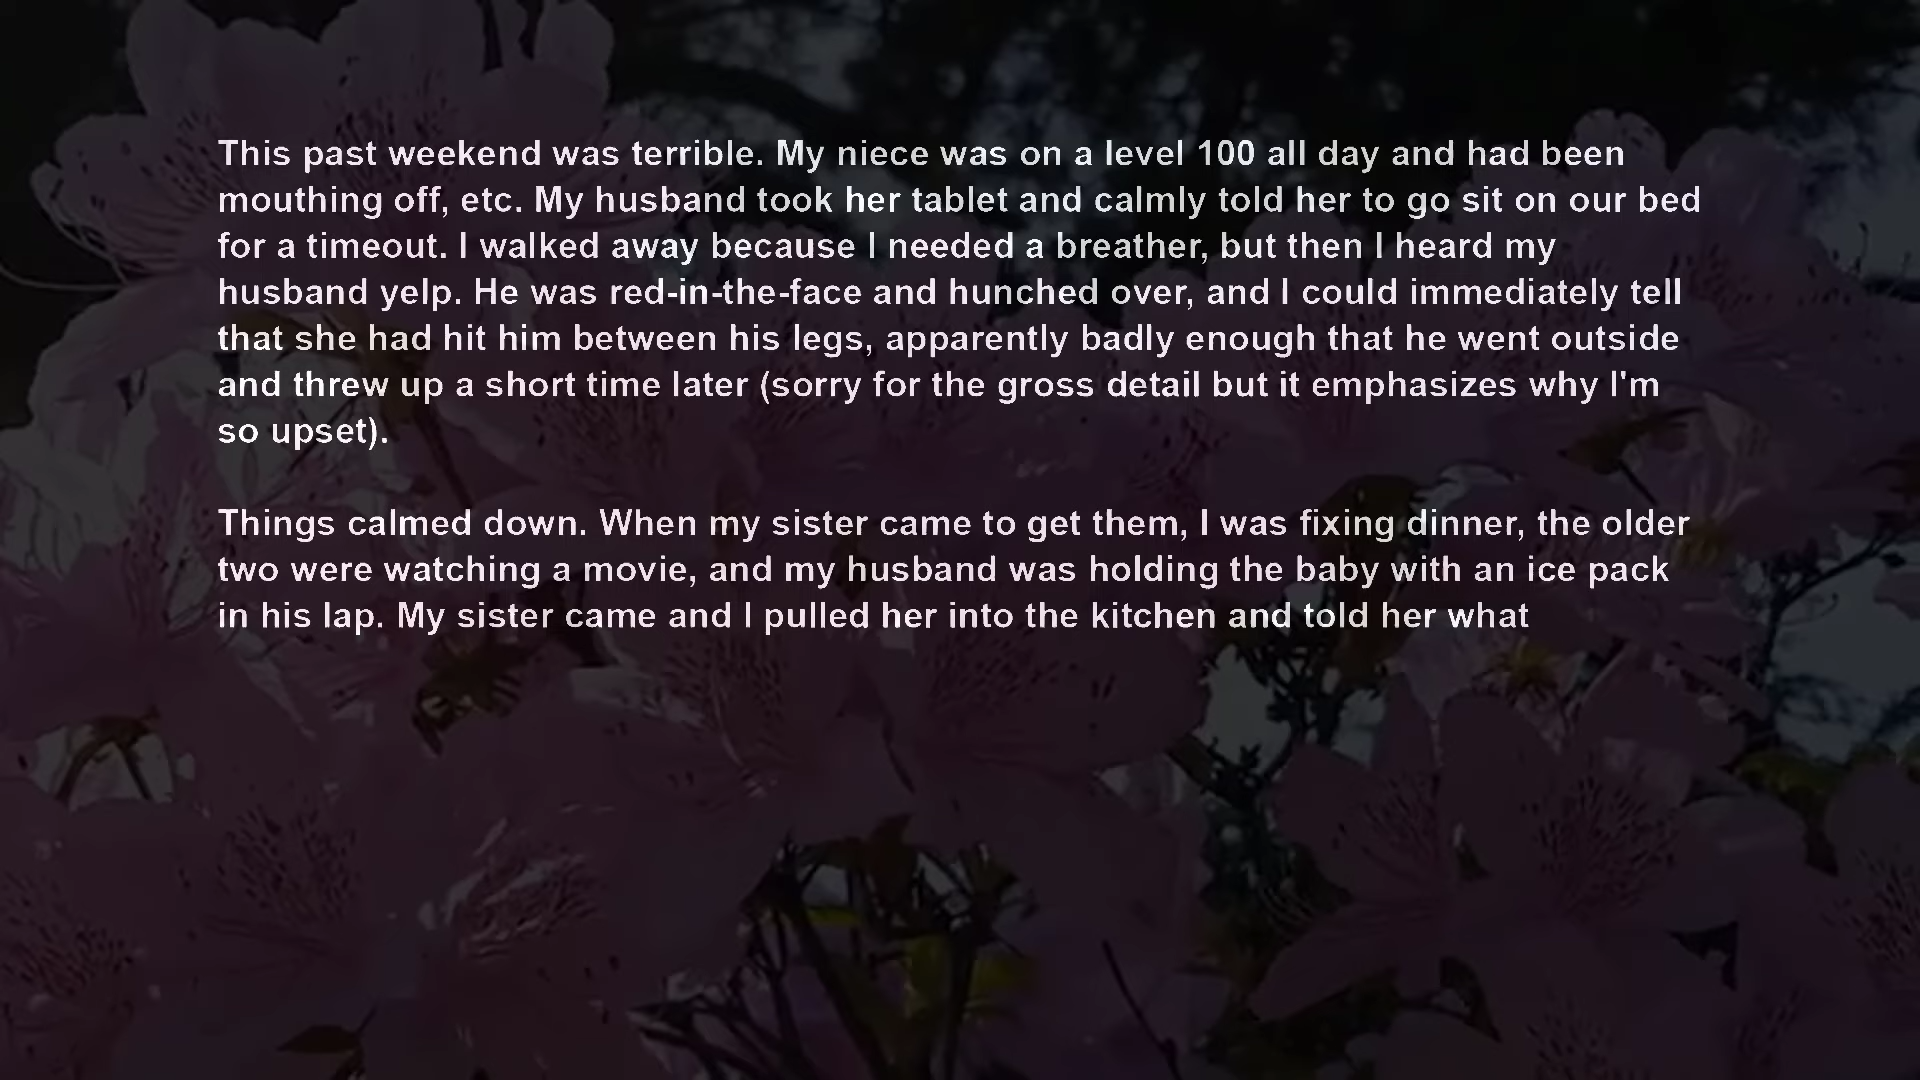 This past weekend was terrible. My niece was on a level 100 all day and had been
mouthing off, etc. My husband took her tablet and calmly told her to go sit on our bed
for a timeout. I walked away because I needed a breather, but then I heard my
husband yelp. He was red-in-the-face and hunched over, and I could immediately tell
that she had hit him between his legs, apparently badly enough that he went outside
and threw up a short time later (sorry for the gross detail but it emphasizes why I'm
so upset).
Things calmed down. When my sister came to get them, I was fixing dinner, the older
two were watching a movie, and my husband was holding the baby with an ice pack
in his lap. My sister came and I pulled her into the kitchen and told her what